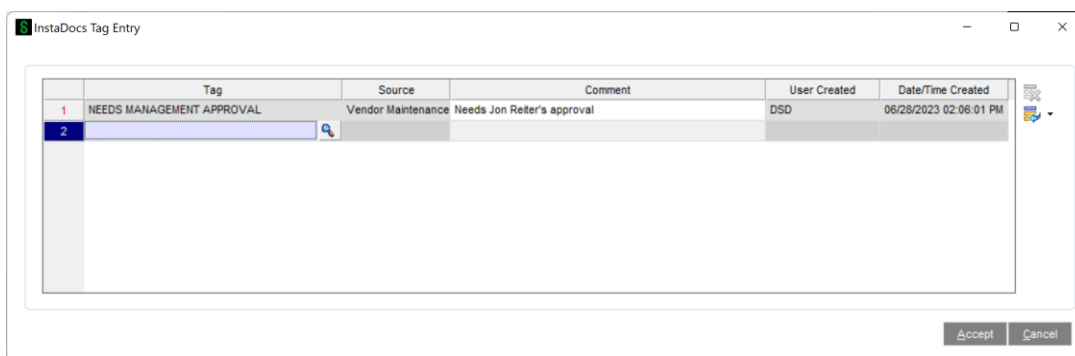 InstaDocs Tag Entry
Tag Source Comment User Created Date/Time Created
1 NEEDS MANAGEMENT APPROVAL Vendor Maintenance Needs Jon Reiter's approval DSD 06/28/2023 02:06:01 PM
2
Accept Cancel